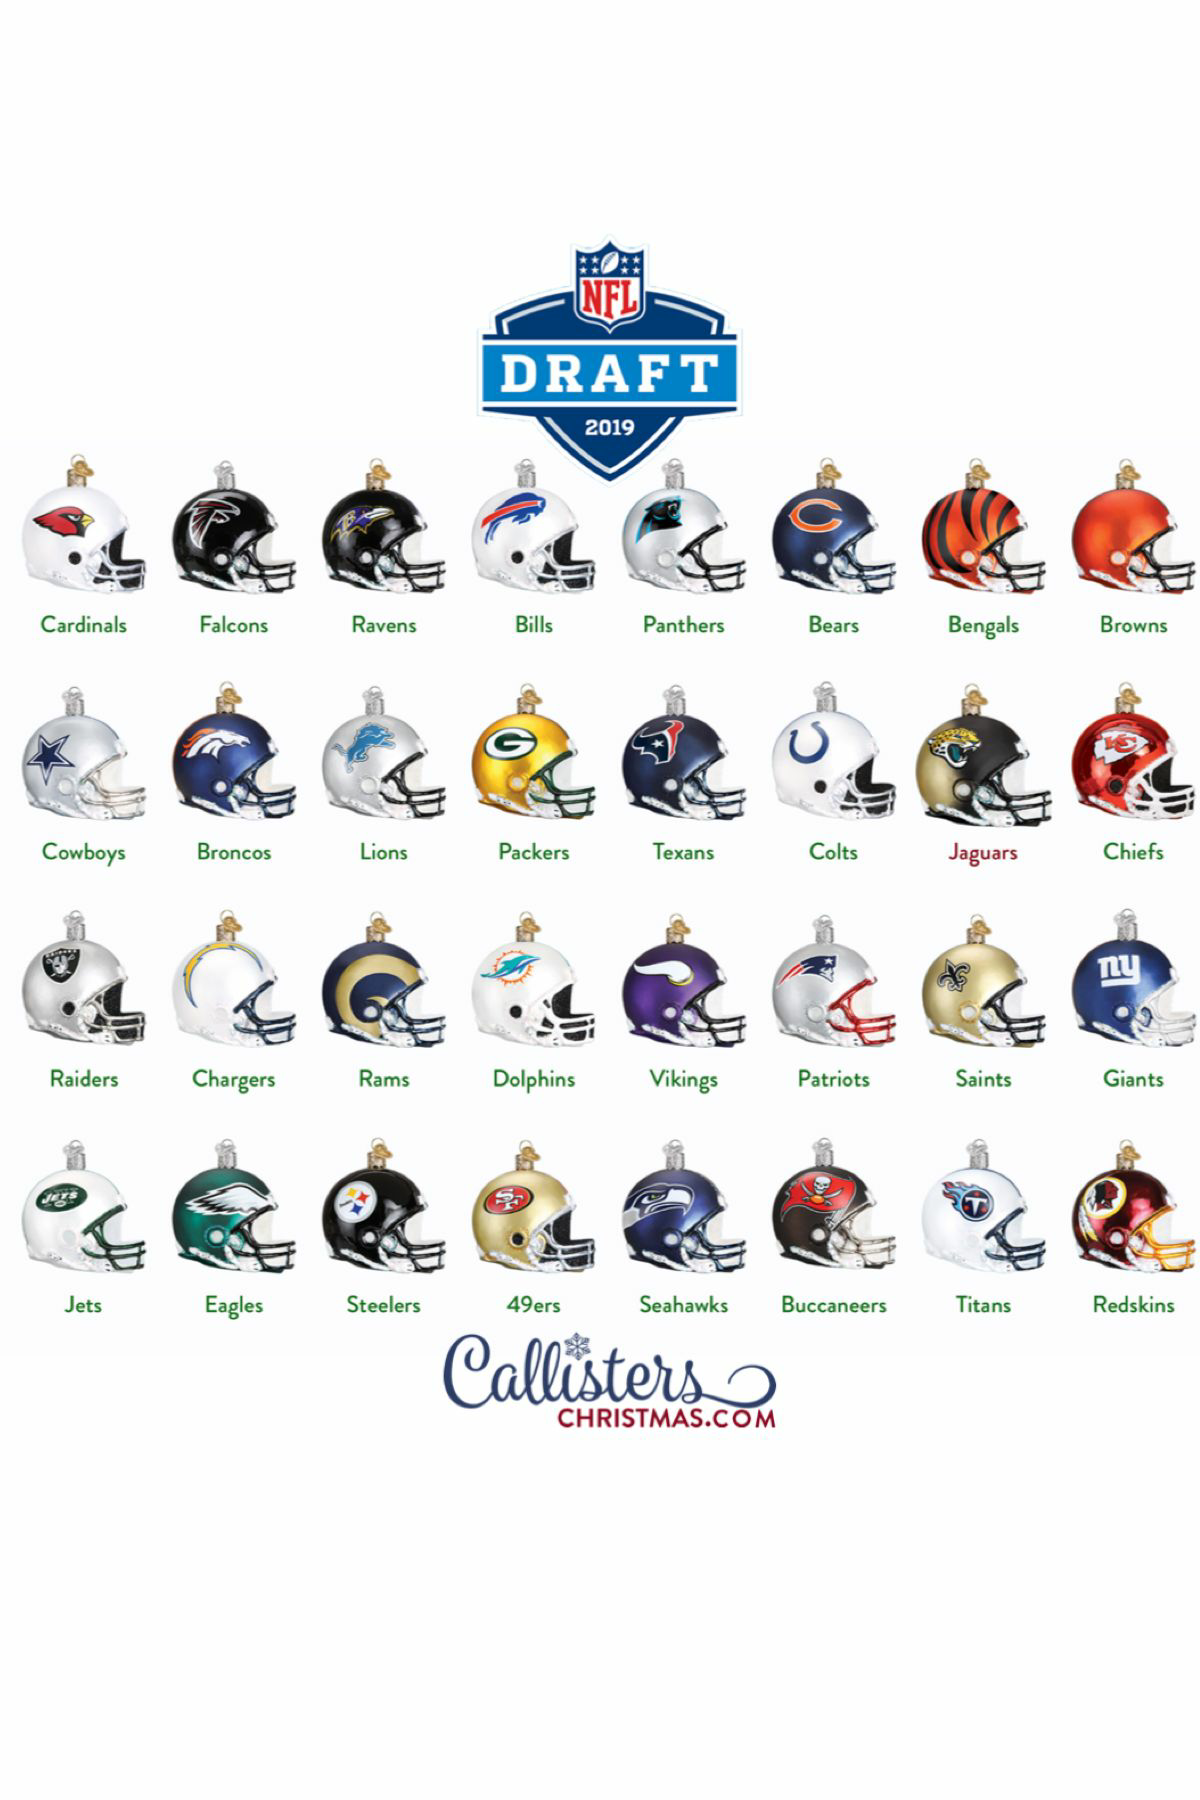 NFL
DRAFT
2019
Cardinals Falcons Ravens Bills Panthers Bears Bengals Browns
Cowboys Broncos Lions Packers Texans Colts Jaguars Chiefs
ny
Raiders Chargers Rams Dolphins Vikings Patriots Saints Giants
JETS
Jets Eagles Steelers 49ers Seahawks Buccaneers Titans Redskins
Callisters
CHRISTMAS.COM